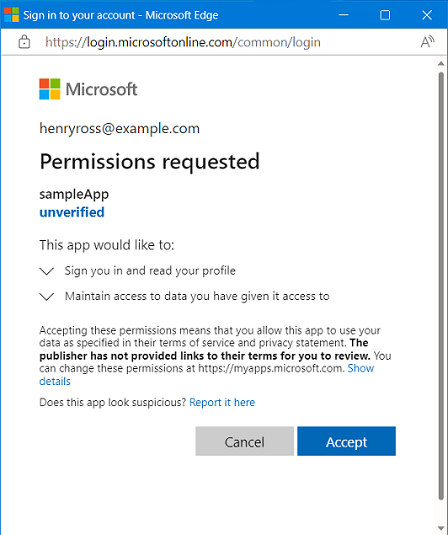 Sign in to your account - Microsoft Edge
https://login.microsoftonline.com/common/login
A
Microsoft
henryross@example.com
Permissions requested
sampleApp
unverified
This app would like to:
Sign you in and read your profile
Maintain access to data you have given it access to
Accepting these permissions means that you allow this app to use your
data as specified in their terms of service and privacy statement. The
publisher has not provided links to their terms for you to review. You
can change these permissions at https://myapps.microsoft.com. Show
details
Does this app look suspicious? Report it here
Cancel
Accept